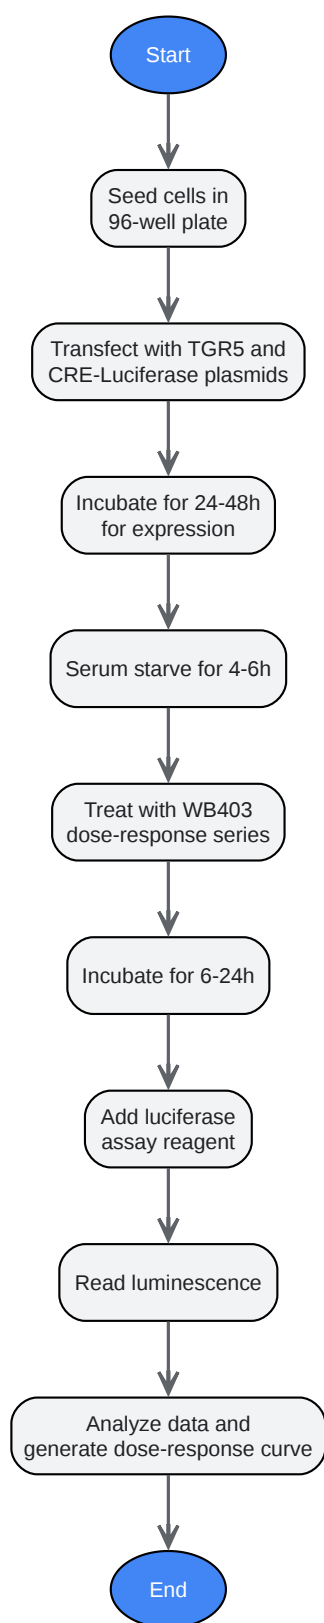 Start
Seed cells in
96-well plate
Transfect with TGR5 and
CRE-Luciferase plasmids
Incubate for 24-48h
for expression
Serum starve for 4-6h
Treat with WB403
dose-response series
Incubate for 6-24h
Add luciferase
assay reagent
Read luminescence
Analyze data and
generate dose-response curve
End